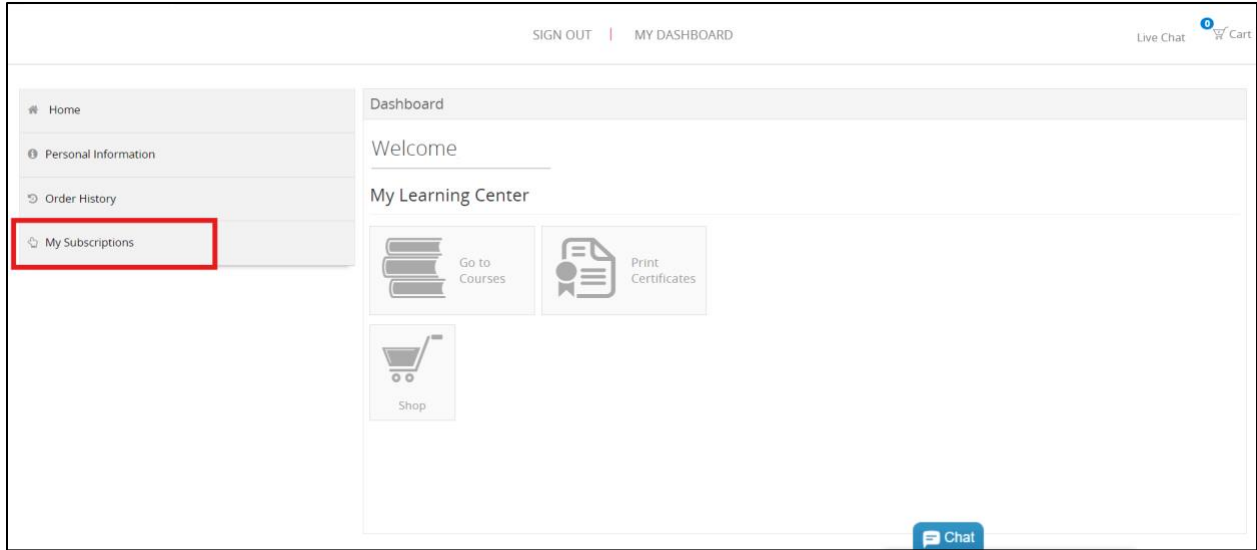 SIGN OUT | MY DASHBOARD
Live Chat
0
Cart
Home
Personal Information
Order History
My Subscriptions
Dashboard
Welcome
My Learning Center
Go to
Courses
Print
Certificates
Shop
Chat